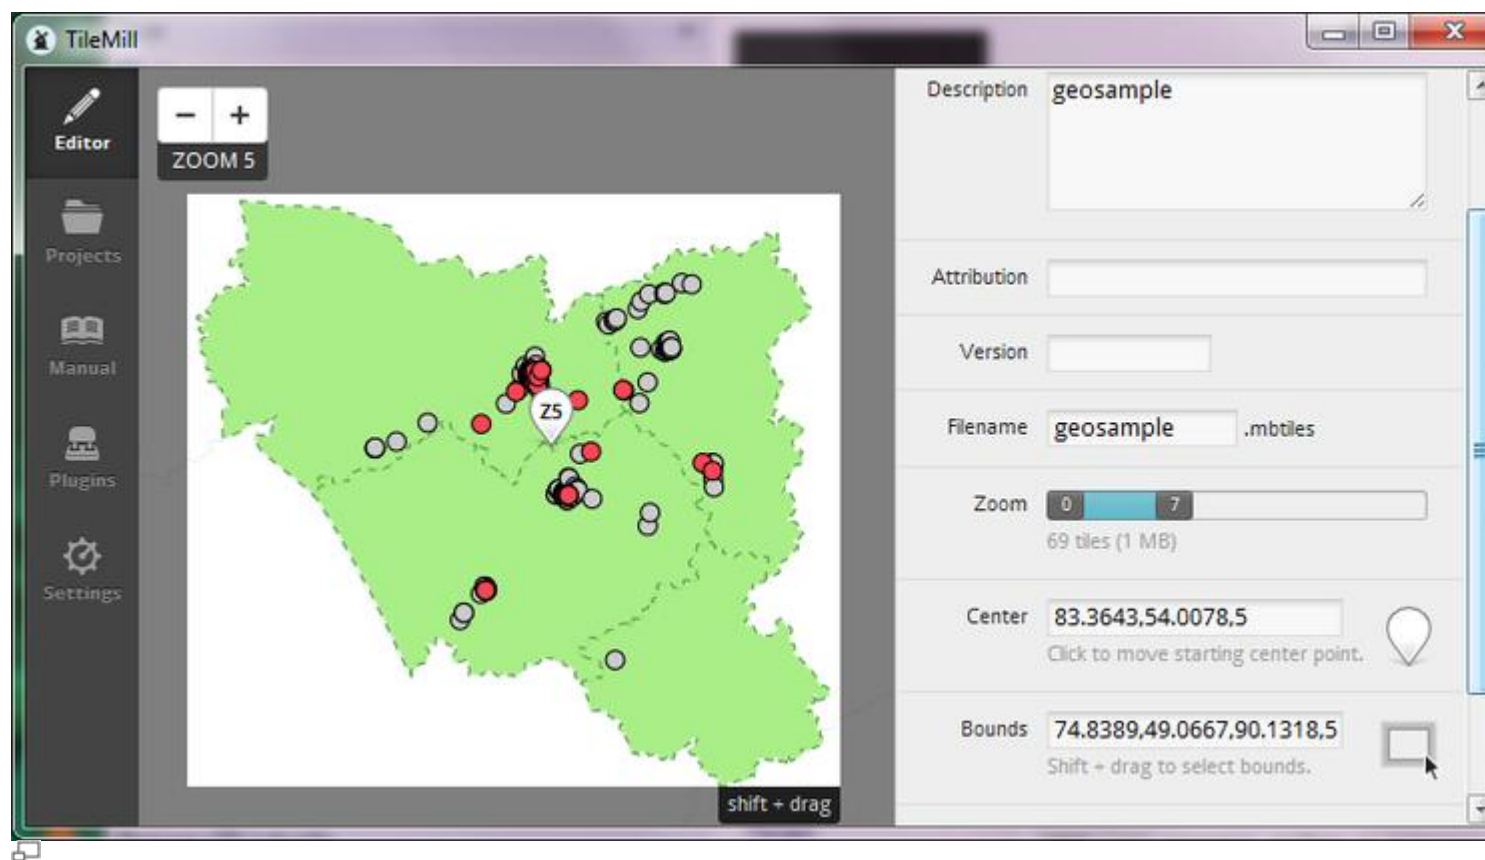 TileMill
Editor
Projects
Manual
Plugins
Settings
ZOOM 5
Z5
shift + drag
Description
geosample
Attribution
Version
Filename
geosample
.mbtiles
Zoom
0
7
69 tiles (1 MB)
Center
83.3643,54.0078,5
Click to move starting center point.
Bounds
74.8389,49.0667,90.1318,5
Shift + drag to select bounds.